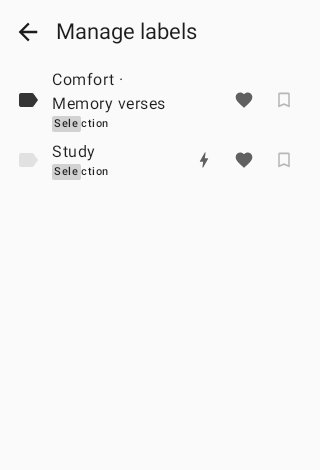 Manage labels
Comfort ·
Memory verses
Selection
Study
Selection